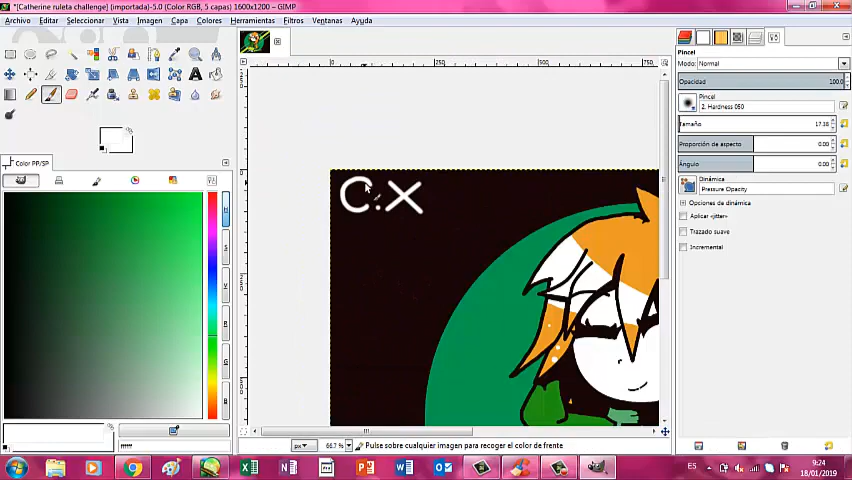 *[Catherine ruleta challenge] (importada)-5.0 (Color RGB, 5 capas) 1600x1200 – GIMP
Archivo Editar Seleccionar Vista Imagen Capa Colores Herramientas Filtros Ventanas Ayuda
Pincel
Modo: Normal
Opacidad 100.0
Pincel
2. Hardness 050
Tamaño 17.38
Proporción de aspecto 0.00
Ángulo 0.00
Dinámica
Pressure Opacity
Opciones de dinámica
Aplicar «jitter»
Trazado suave
Incremental
Color PP/SP
0 250 500 750
C:X
H
S
V
R
G
B
ffffff
px 66.7 % Pulse sobre cualquier imagen para recoger el color de frente
ES 9:24
18/01/2019